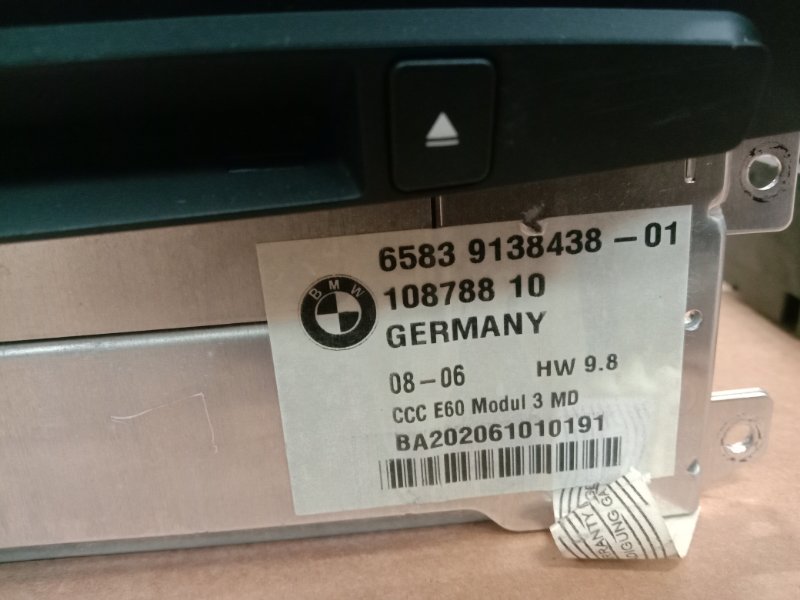 6583 9138438-01
BMW
108788 10
GERMANY
08-06 HW 9.8
CCC E60 Modul 3 MD
BA202061010191